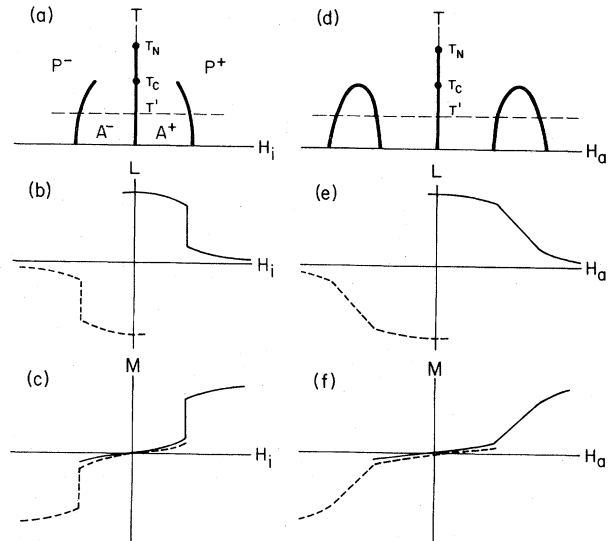 (a)
T
T_N
P⁻
P⁺
T_C
T'
A⁻
A⁺
H_i
(b)
L
H_i
(c)
M
H_i
(d)
T
T_N
T_C
T'
H_a
(e)
L
H_a
(f)
M
H_a